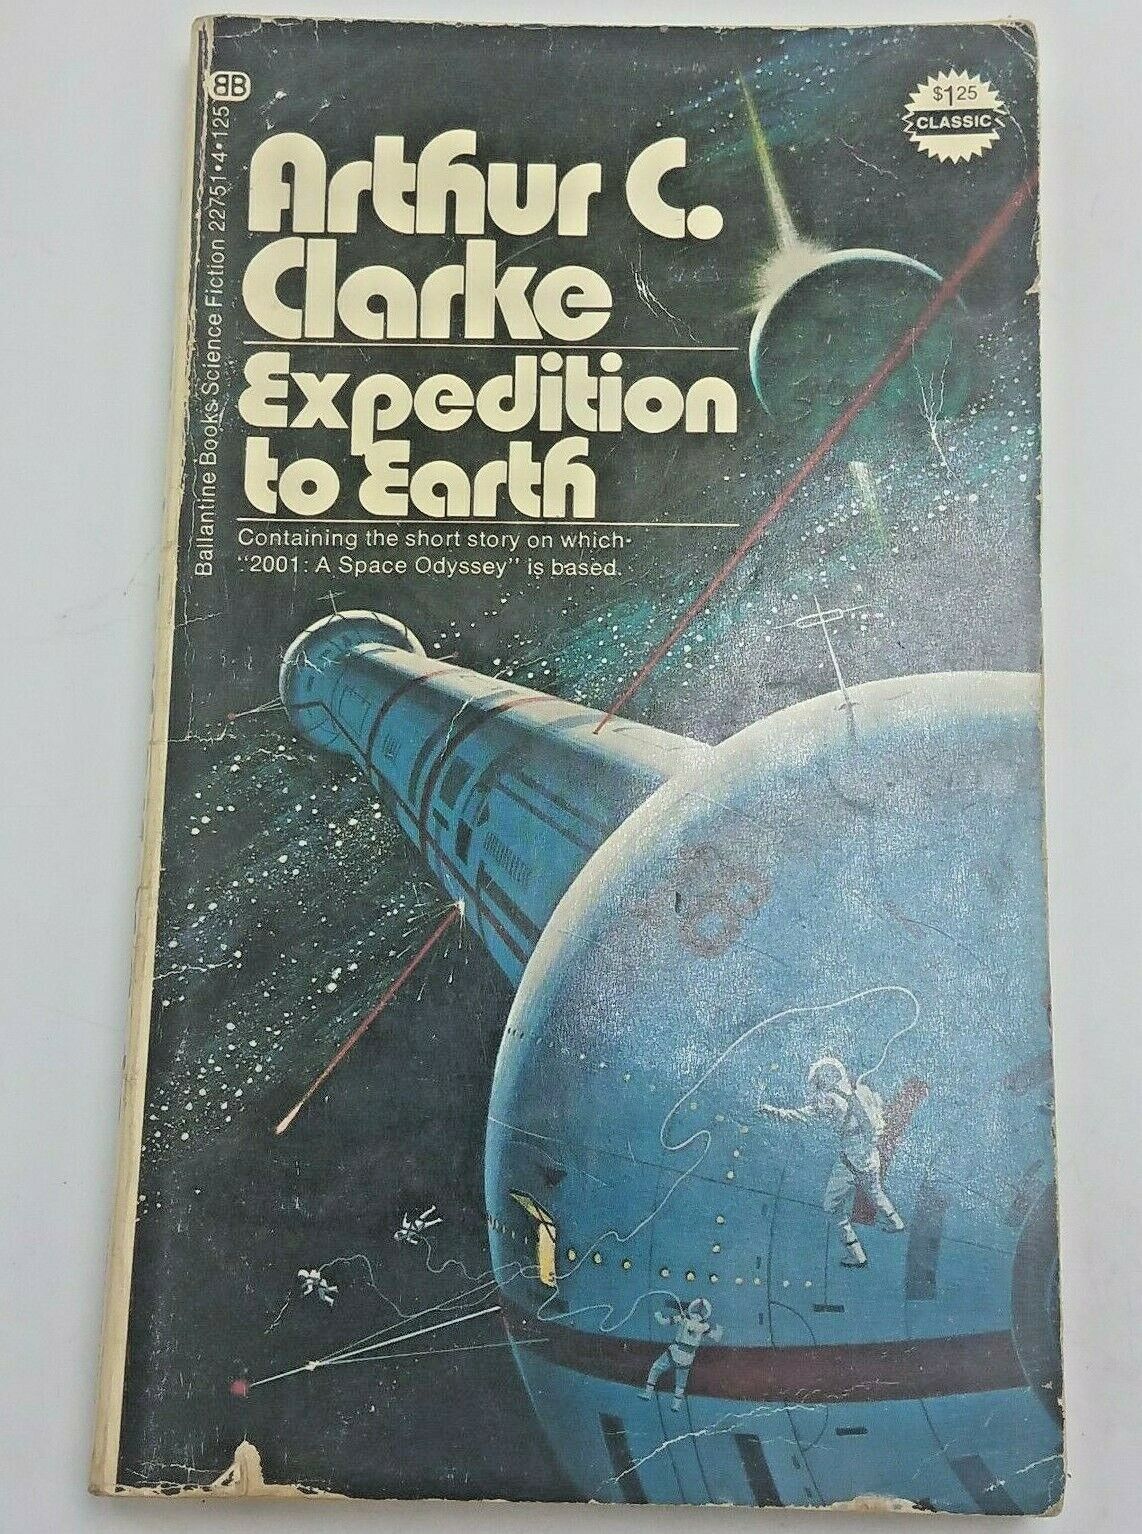 BB
$1.25
CLASSIC
Arthur C.
Clarke
Expedition
to Earth
Containing the short story on which
"2001: A Space Odyssey" is based.
Ballantine Books Science Fiction 22751•4•125